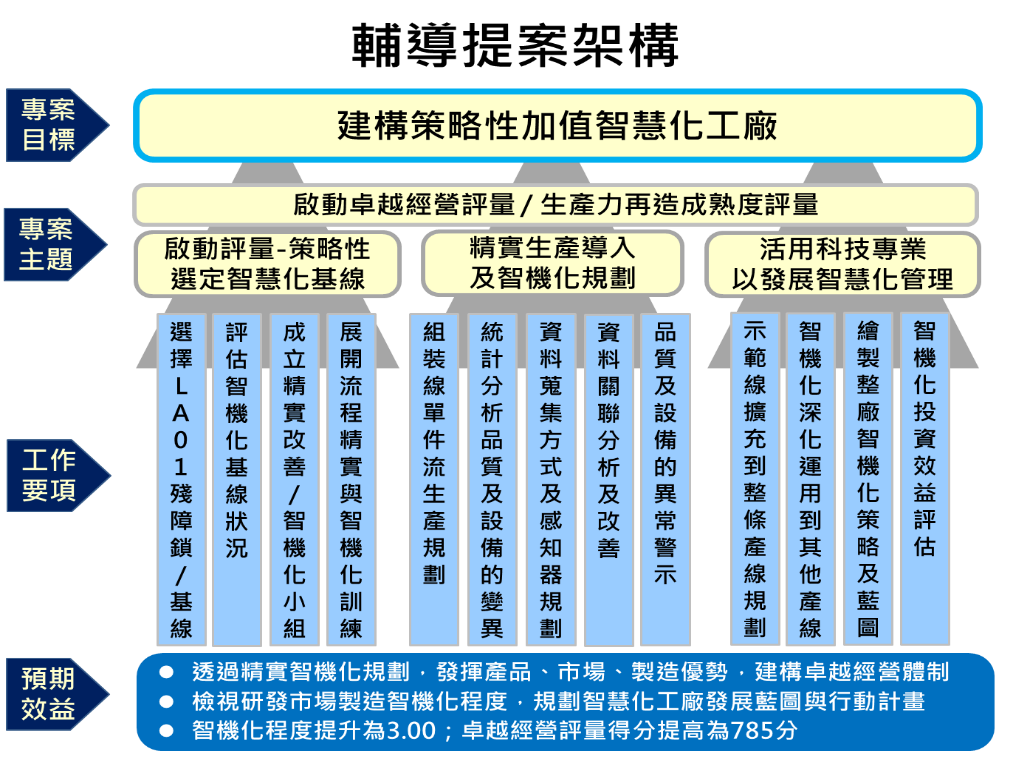 輔導提案架構
專案
目標
建構策略性加值智慧化工廠
專案
主題
啟動卓越經營評量/生產力再造成熟度評量
啟動評量-策略性
選定智慧化基線
精實生產導入
及智機化規劃
活用科技專業
以發展智慧化管理
工作
要項
選擇LA01殘障鎖/基線
評估智機化基線狀況
成立精實改善/智機化小組
展開流程精實與智機化訓練
組裝線單件流生產規劃
統計分析品質及設備的變異
資料蒐集方式及感知器規劃
資料關聯分析及改善
品質及設備的異常警示
示範線擴充到整條產線規劃
智機化深化運用到其他產線
繪製整廠智機化策略及藍圖
智機化投資效益評估
預期
效益
● 透過精實智機化規劃，發揮產品、市場、製造優勢，建構卓越經營體制
● 檢視研發市場製造智機化程度，規劃智慧化工廠發展藍圖與行動計畫
● 智機化程度提升為3.00；卓越經營評量得分提高為785分